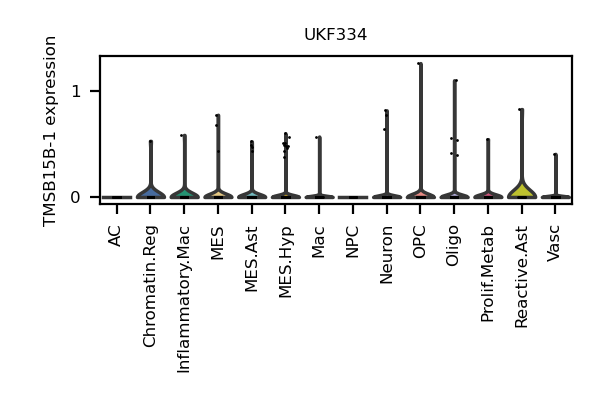 UKF334
TMSB15B-1 expression
1
0
AC
Chromatin.Reg
Inflammatory.Mac
MES
MES.Ast
MES.Hyp
Mac
NPC
Neuron
OPC
Oligo
Prolif.Metab
Reactive.Ast
Vasc